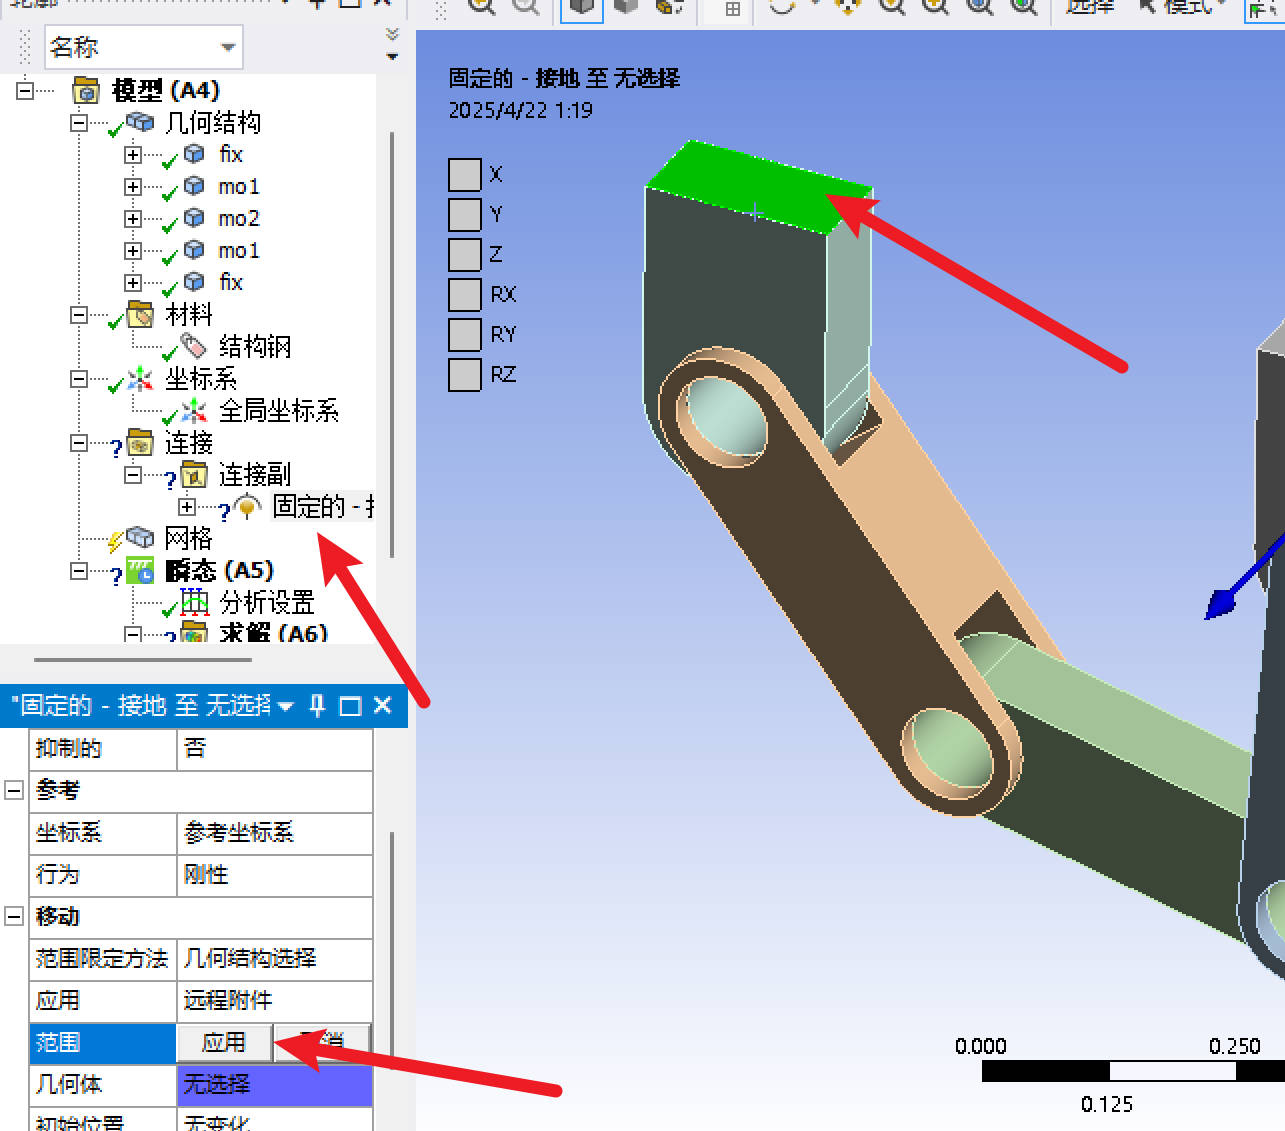 轮廓
选择
模式
名称
模型 (A4)
几何结构
fix
mo1
mo2
mo1
fix
材料
结构钢
坐标系
全局坐标系
连接
连接副
固定的 -
网格
瞬态 (A5)
分析设置
求解 (A6)
"固定的 - 接地 至 无选择
抑制的 否
参考
坐标系 参考坐标系
行为 刚性
移动
范围限定方法 几何结构选择
应用 远程附件
范围 应用 取消
几何体 无选择
初始位置 无变化
固定的 - 接地 至 无选择
2025/4/22 1:19
X
Y
Z
RX
RY
RZ
0.000 0.250
0.125